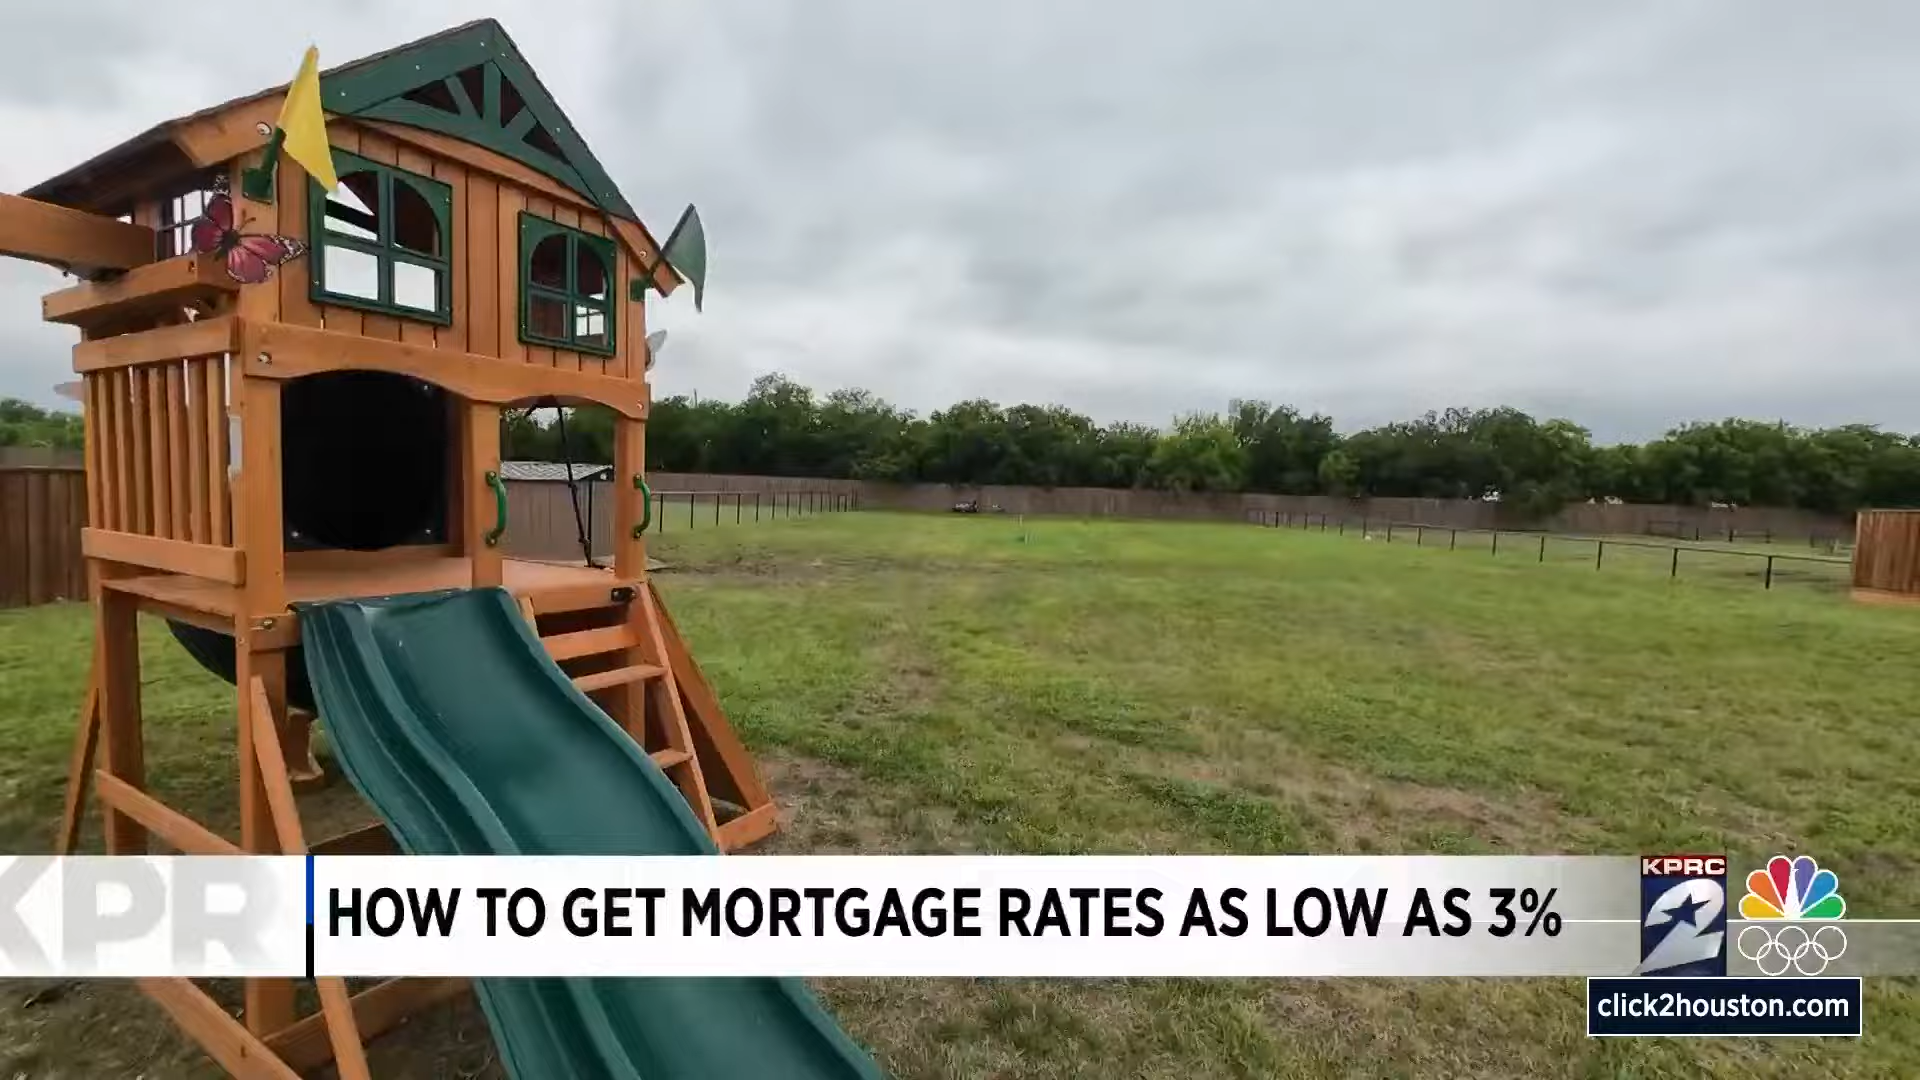 KPR
HOW TO GET MORTGAGE RATES AS LOW AS 3%
KPRC
2
click2houston.com